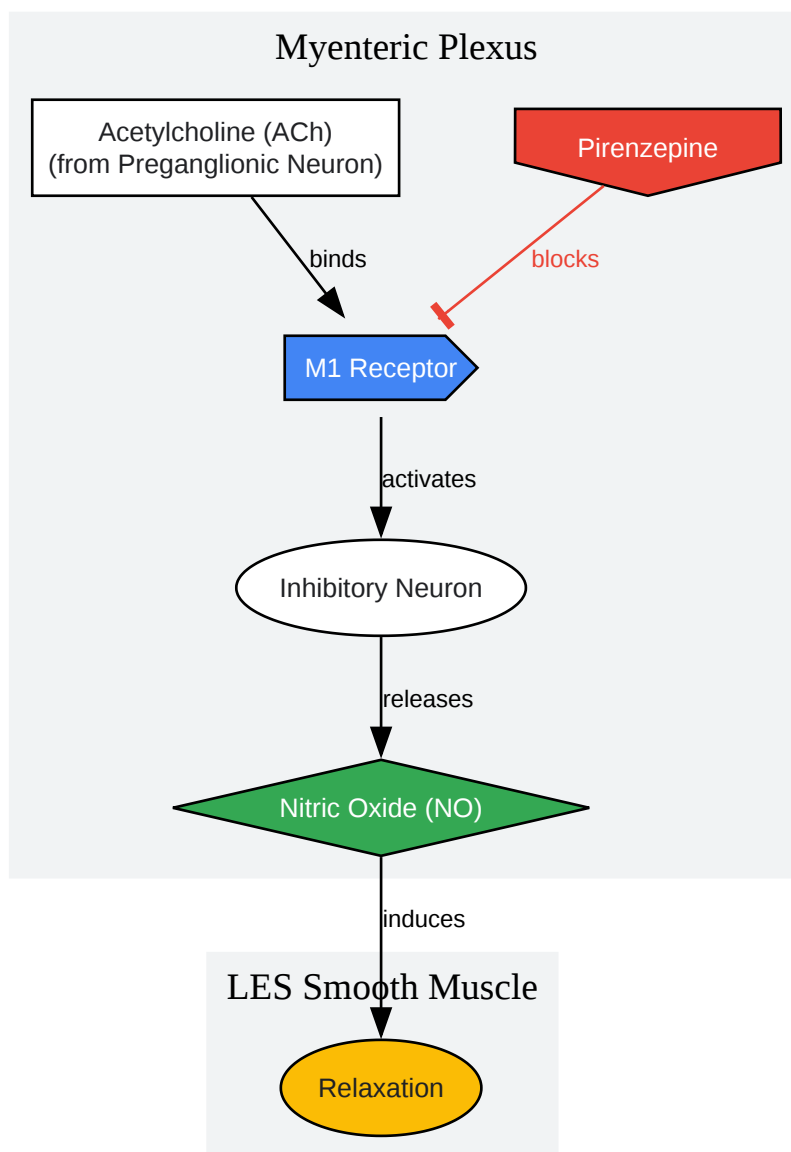 Myenteric Plexus
Acetylcholine (ACh)
(from Preganglionic Neuron)
Pirenzepine
binds
blocks
M1 Receptor
activates
Inhibitory Neuron
releases
Nitric Oxide (NO)
induces
LES Smooth Muscle
Relaxation